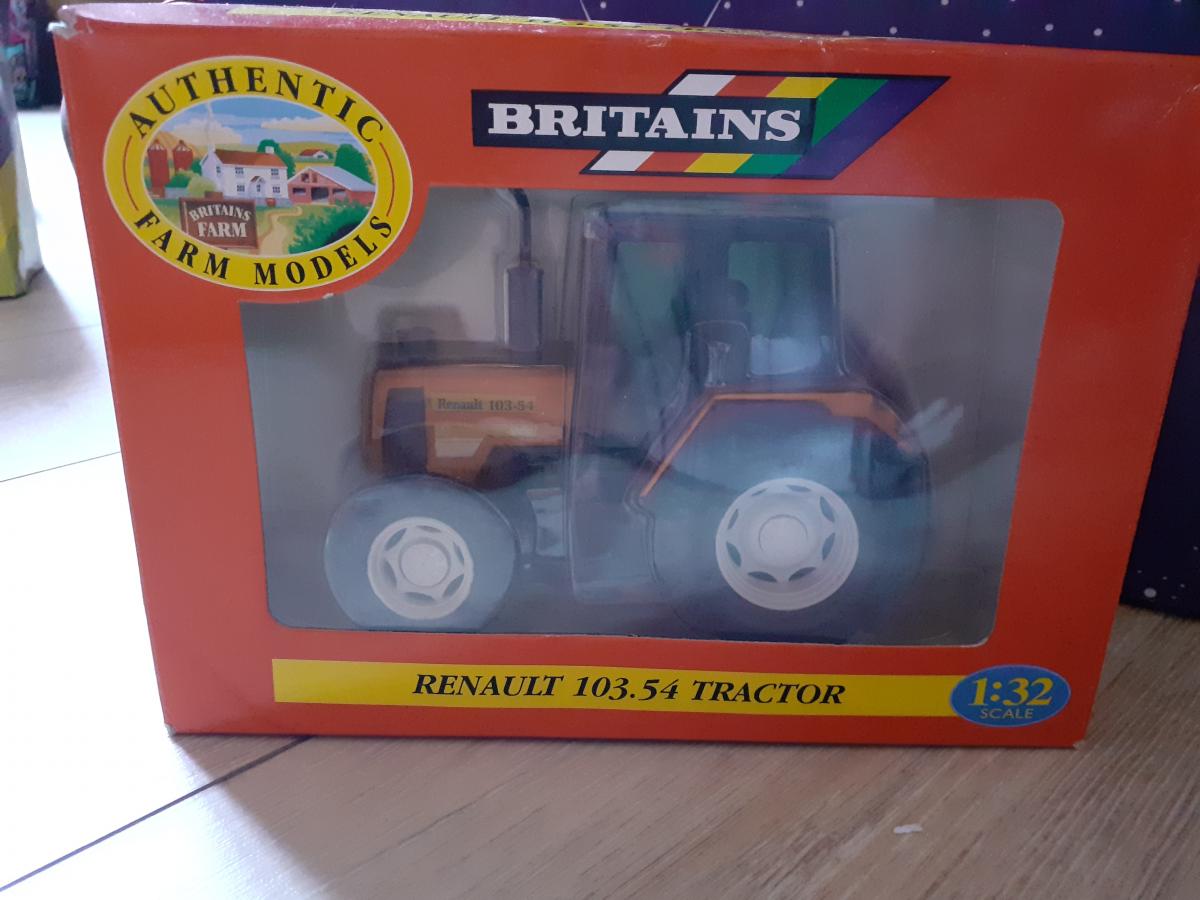 AUTHENTIC
FARM MODELS
BRITAINS
FARM
BRITAINS
Renault 103-54
RENAULT 103.54 TRACTOR
1:32
SCALE